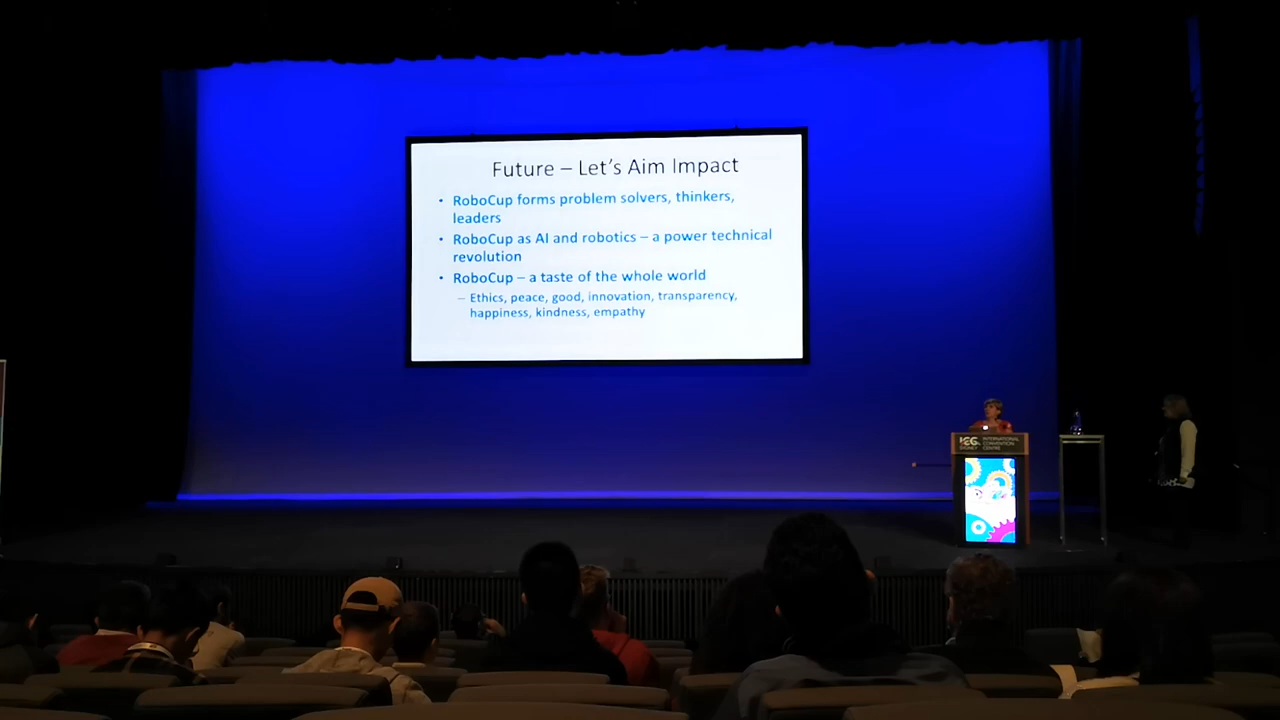 Future – Let's Aim Impact
• RoboCup forms problem solvers, thinkers,
leaders
• RoboCup as AI and robotics – a power technical
revolution
• RoboCup – a taste of the whole world
– Ethics, peace, good, innovation, transparency,
happiness, kindness, empathy
ICC
SYDNEY
INTERNATIONAL
CONVENTION
CENTRE